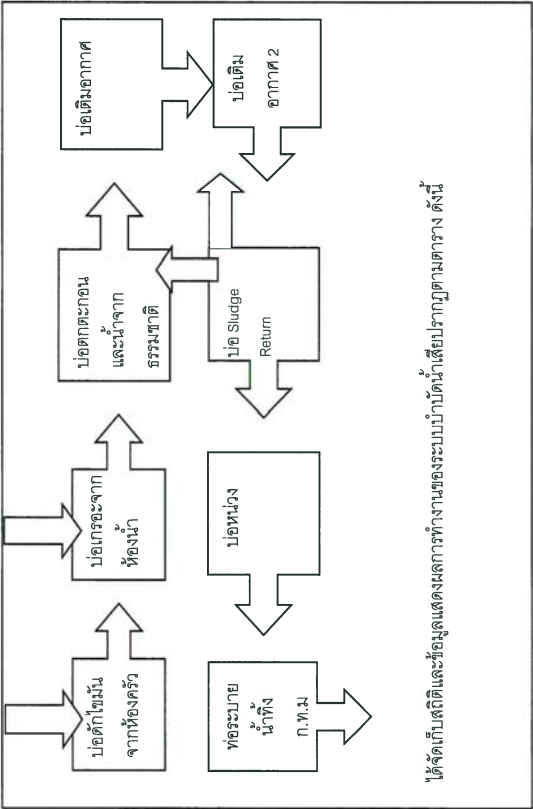 บ่อดักไขมัน
จากห้องครัว
บ่อเกรอะจาก
ห้องน้ำ
บ่อตกตะกอน
และน้ำจาก
ธรรมชาติ
บ่อเติมอากาศ
บ่อเติม
อากาศ 2
บ่อ Sludge
Return
บ่อหน่วง
ท่อระบาย
น้ำทิ้ง
ก.ท.ม
ได้จัดเก็บสถิติและข้อมูลแสดงผลการทำงานของระบบบำบัดน้ำเสียปรากฏตามตาราง ดังนี้